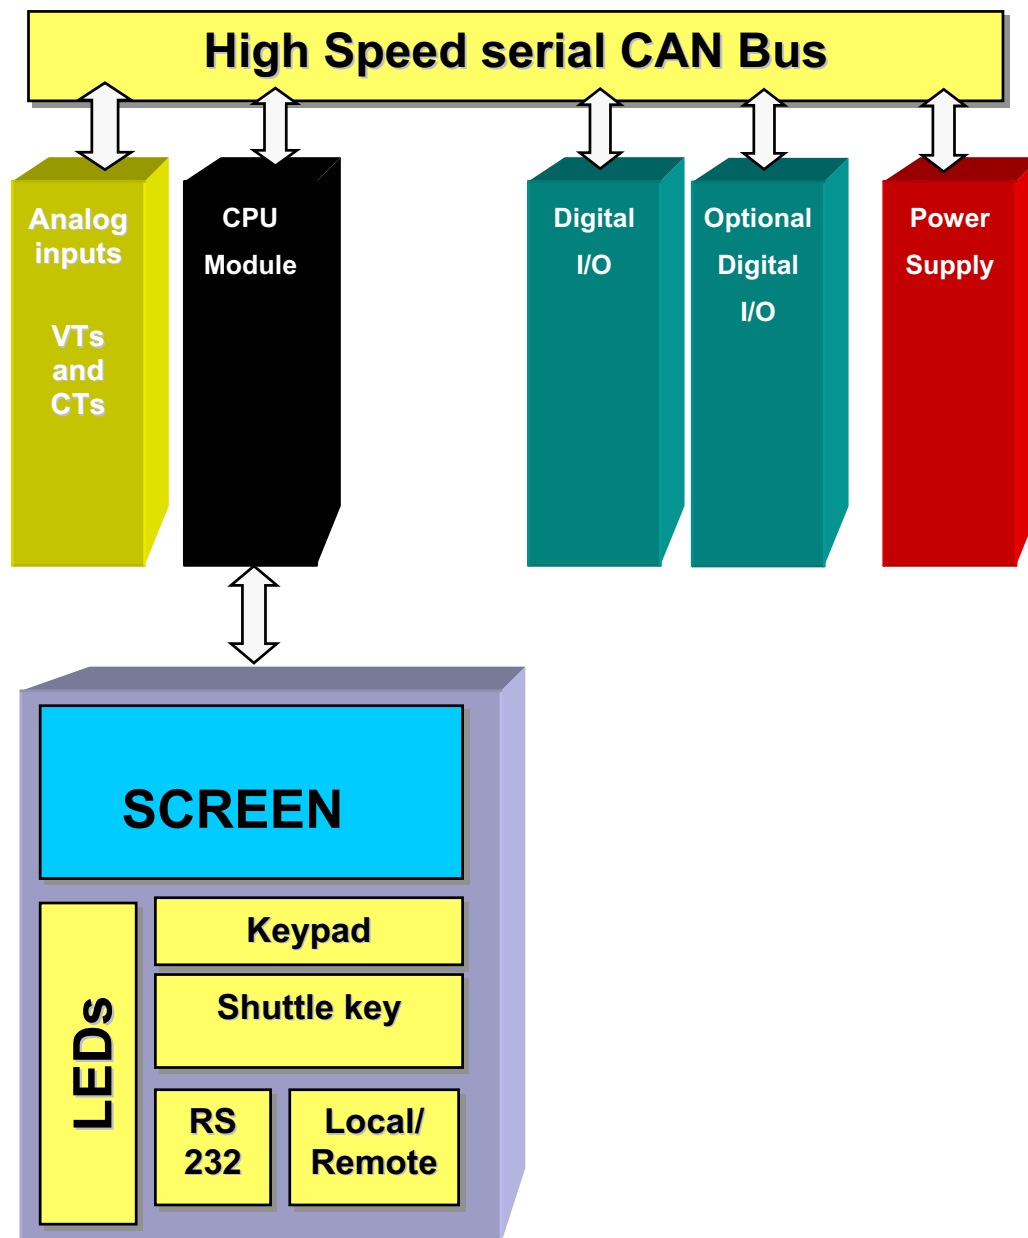 High Speed serial CAN Bus
Analog
inputs
VTs
and
CTs
CPU
Module
Digital
I/O
Optional
Digital
I/O
Power
Supply
SCREEN
LEDs
Keypad
Shuttle key
RS
232
Local/
Remote